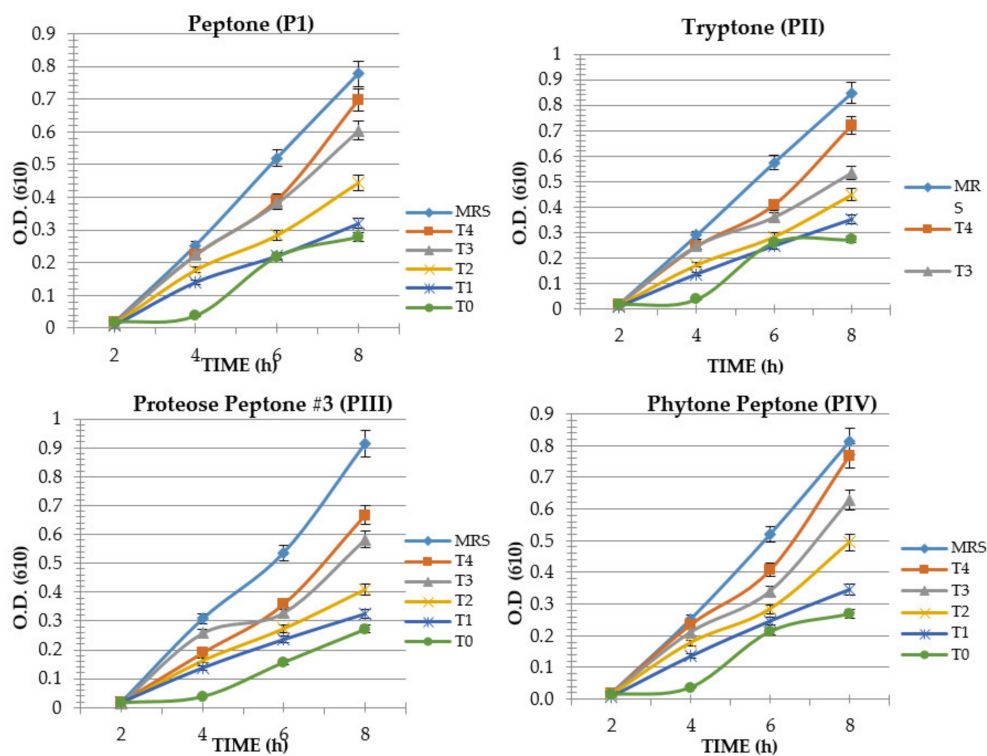 Peptone (P1)
0.9
0.8
0.7
0.6
0.5
0.4
0.3
0.2
0.1
0
O.D. (610)
2 4 6 8
TIME (h)
MRS
T4
T3
T2
T1
T0
Tryptone (PII)
1
0.9
0.8
0.7
0.6
0.5
0.4
0.3
0.2
0.1
0
O.D. (610)
2 4 6 8
TIME (h)
MR
S
T4
T3
Proteose Peptone #3 (PIII)
1
0.9
0.8
0.7
0.6
0.5
0.4
0.3
0.2
0.1
0
O.D. (610)
2 4 6 8
TIME (h)
MRS
T4
T3
T2
T1
T0
Phytone Peptone (PIV)
0.9
0.8
0.7
0.6
0.5
0.4
0.3
0.2
0.1
0.0
O.D (610)
2 4 6 8
TIME (h)
MRS
T4
T3
T2
T1
T0